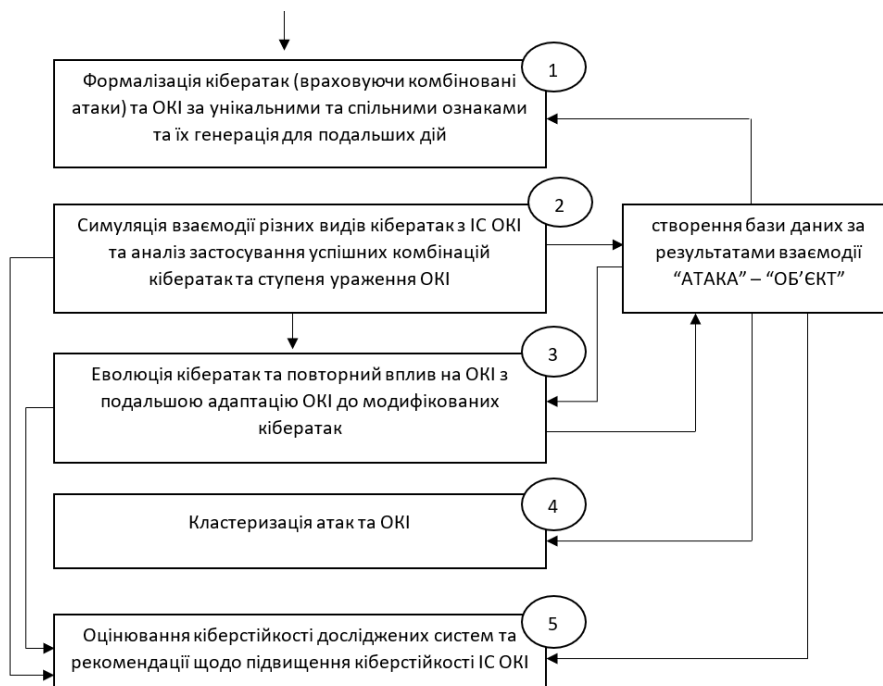 1
Формалізація кібератак (враховуючи комбіновані
атаки) та ОКІ за унікальними та спільними ознаками
та їх генерація для подальших дій
2
Симуляція взаємодії різних видів кібератак з ІС ОКІ
та аналіз застосування успішних комбінацій
кібератак та ступеня ураження ОКІ
створення бази даних за
результатами взаємодії
“АТАКА” – “ОБ’ЄКТ”
3
Еволюція кібератак та повторний вплив на ОКІ з
подальшою адаптацію ОКІ до модифікованих
кібератак
4
Кластеризація атак та ОКІ
5
Оцінювання кіберстійкості досліджених систем та
рекомендації щодо підвищення кіберстійкості ІС ОКІ